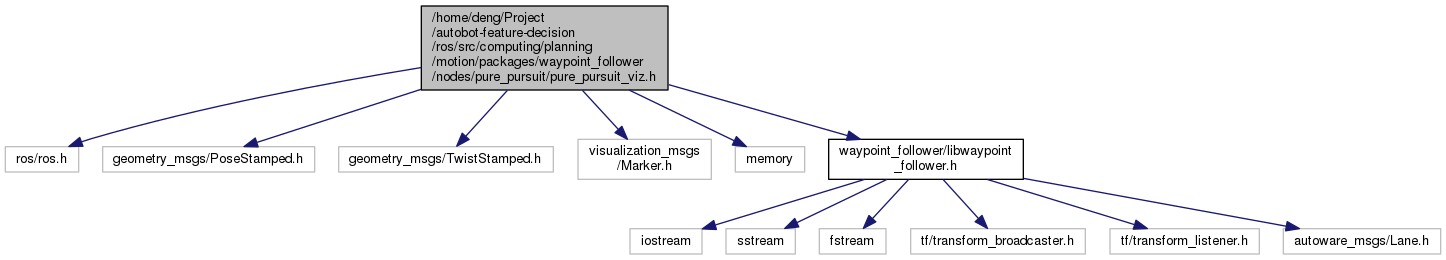 /home/deng/Project
/autobot-feature-decision
/ros/src/computing/planning
/motion/packages/waypoint_follower
/nodes/pure_pursuit/pure_pursuit_viz.h
ros/ros.h
geometry_msgs/PoseStamped.h
geometry_msgs/TwistStamped.h
visualization_msgs
/Marker.h
memory
waypoint_follower/libwaypoint
_follower.h
iostream
sstream
fstream
tf/transform_broadcaster.h
tf/transform_listener.h
autoware_msgs/Lane.h